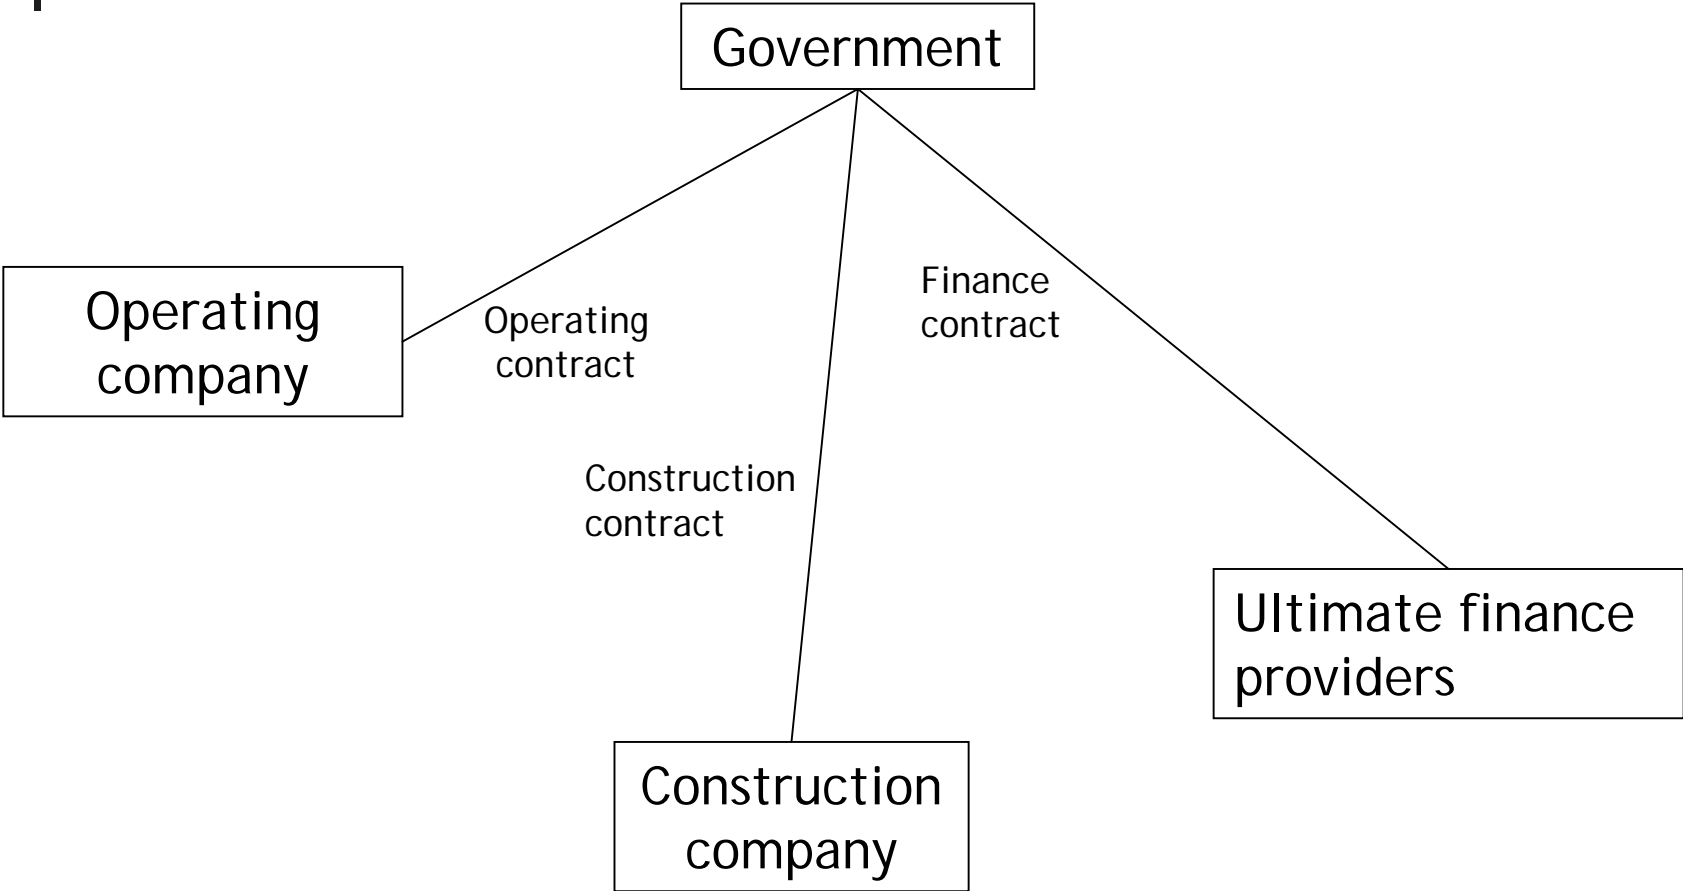 Government
Finance
contract
Operating
company
Operating
contract
Construction
contract
Ultimate finance
providers
Construction
company